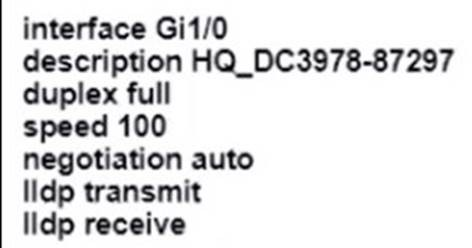 interface Gi1/0
description HQ_DC3978-87297
duplex full
speed 100
negotiation auto
lldp transmit
lldp receive